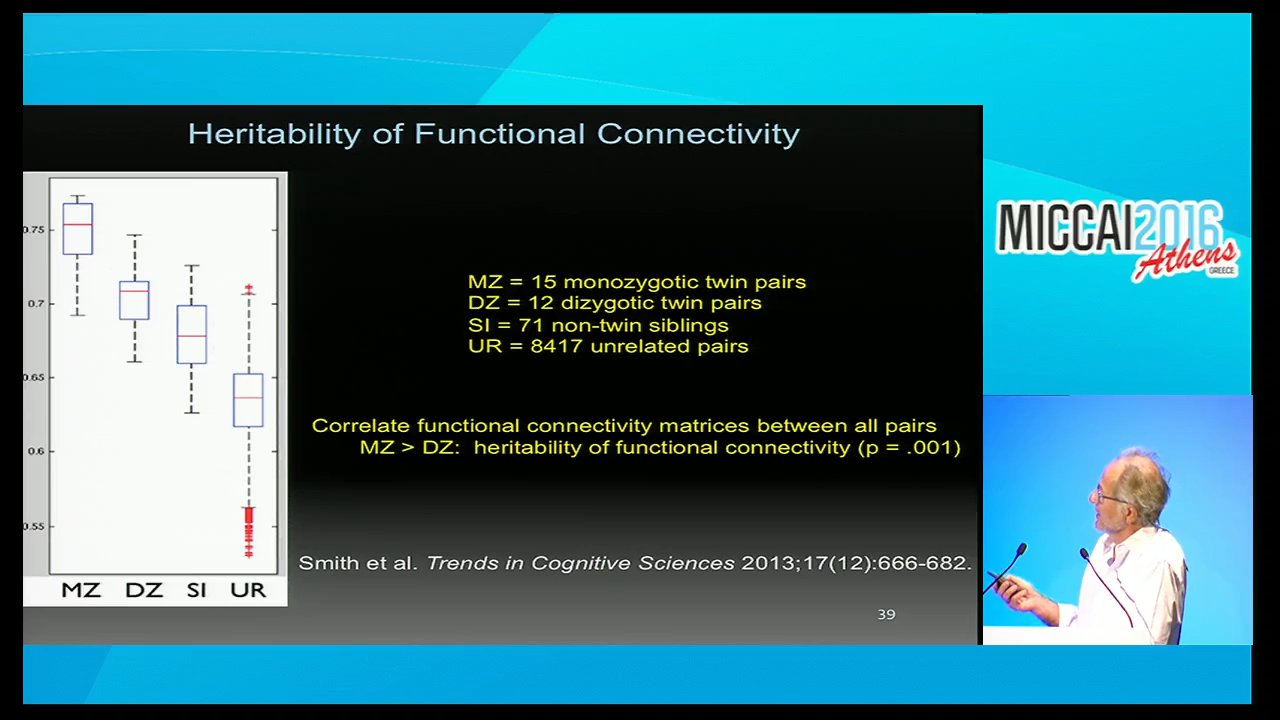 Heritability of Functional Connectivity
MICCAI2016
Athens
GREECE
0.75
0.7
0.65
0.6
0.55
MZ DZ SI UR
MZ = 15 monozygotic twin pairs
DZ = 12 dizygotic twin pairs
SI = 71 non-twin siblings
UR = 8417 unrelated pairs
Correlate functional connectivity matrices between all pairs
MZ > DZ: heritability of functional connectivity (p = .001)
Smith et al. Trends in Cognitive Sciences 2013;17(12):666-682.
39